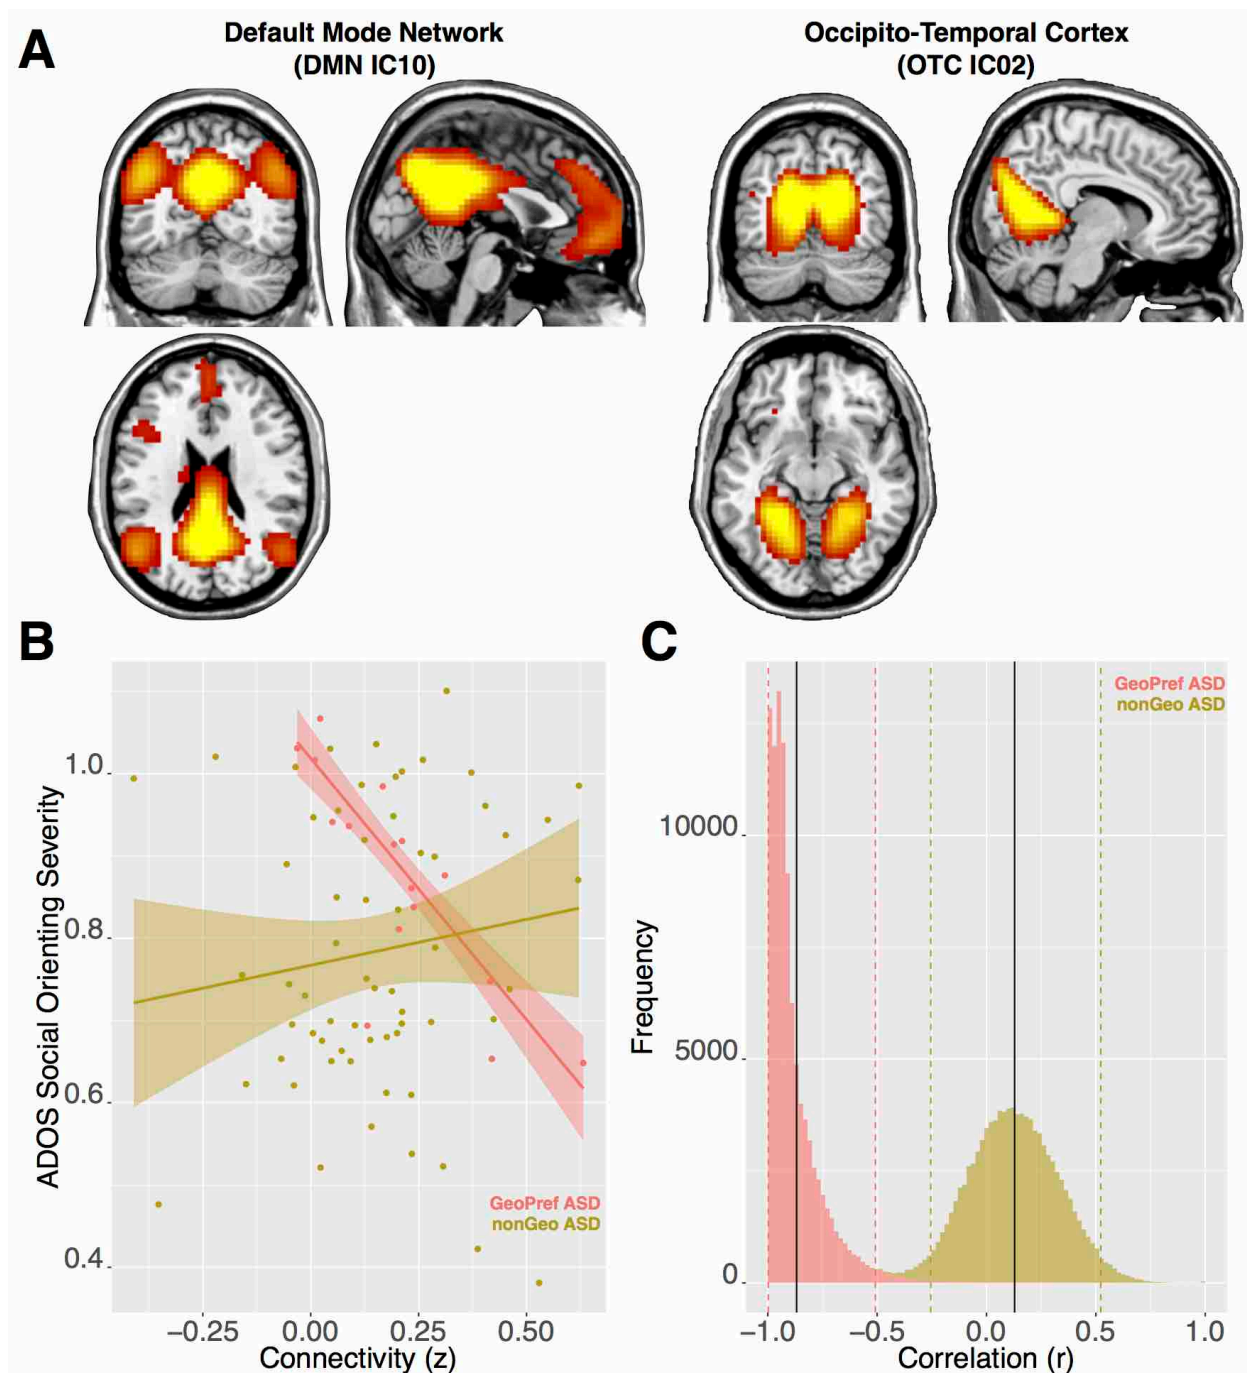 A
Default Mode Network
(DMN IC10)
Occipito-Temporal Cortex
(OTC IC02)
B
ADOS Social Orienting Severity
1.0
0.8
0.6
0.4
GeoPref ASD
nonGeo ASD
−0.25
0.00
0.25
0.50
Connectivity (z)
C
Frequency
10000
5000
0
GeoPref ASD
nonGeo ASD
−1.0
−0.5
0.0
0.5
1.0
Correlation (r)